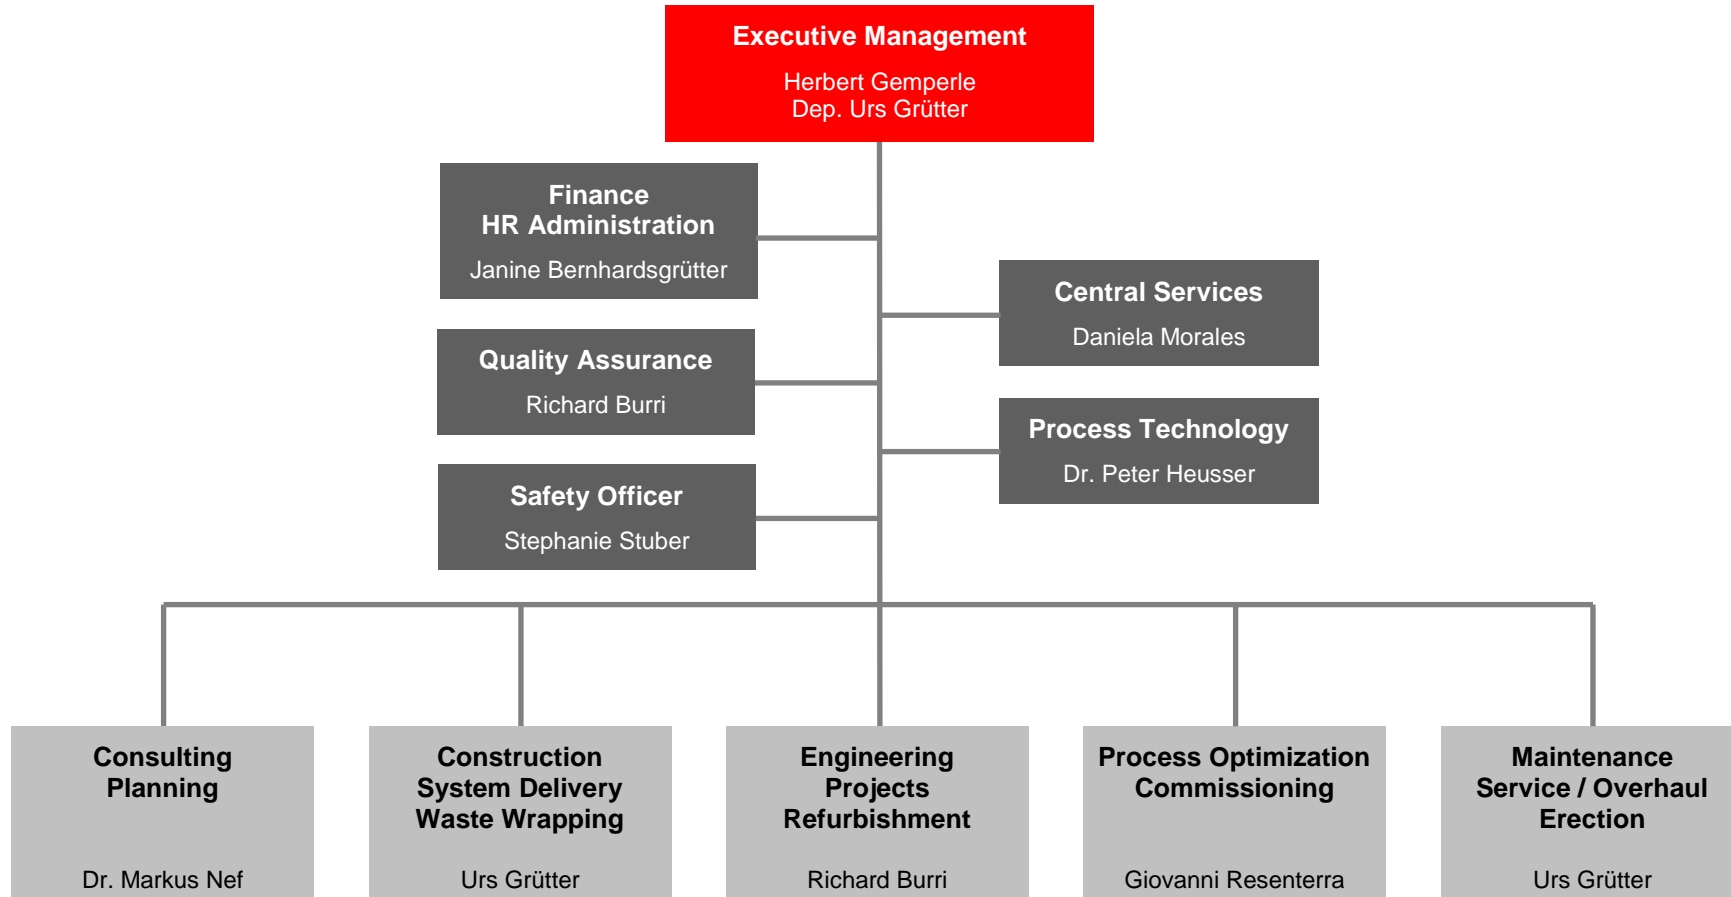 Executive Management
Herbert Gemperle
Dep. Urs Grütter
Finance
HR Administration
Janine Bernhardsgrütter
Central Services
Daniela Morales
Quality Assurance
Richard Burri
Process Technology
Dr. Peter Heusser
Safety Officer
Stephanie Stuber
Consulting
Planning
Dr. Markus Nef
Construction
System Delivery
Waste Wrapping
Urs Grütter
Engineering
Projects
Refurbishment
Richard Burri
Process Optimization
Commissioning
Giovanni Resenterra
Maintenance
Service / Overhaul
Erection
Urs Grütter